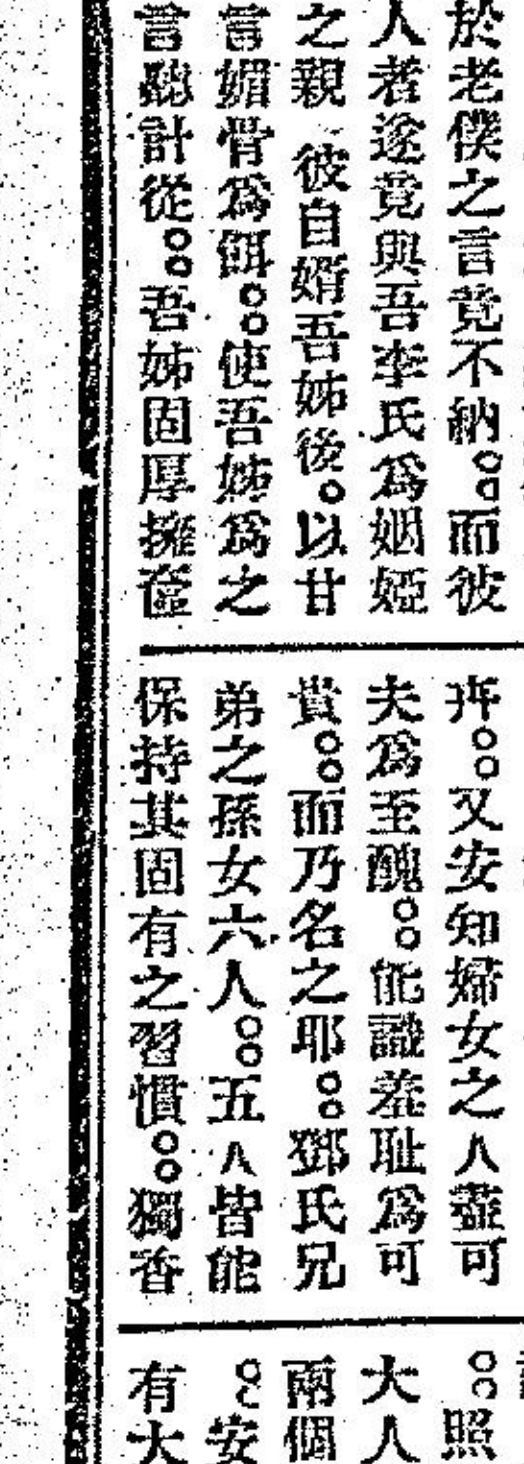 於老僕之言竟不納。。而彼
人者遂竟與吾李氏爲姻婭
之親 彼自婿吾姊後。以甘
言媚骨爲餌。。使吾姊爲之
言聽計從。。吾姊固厚擁奩
。。又安知婦女之人盡可
夫爲至醜。。能識羞耻爲可
貴。。而乃名之耶。。鄧氏兄
弟之孫女六人。。五人皆能
保持其固有之習慣。。獨香
。。照
大人
兩個
。。安
有大